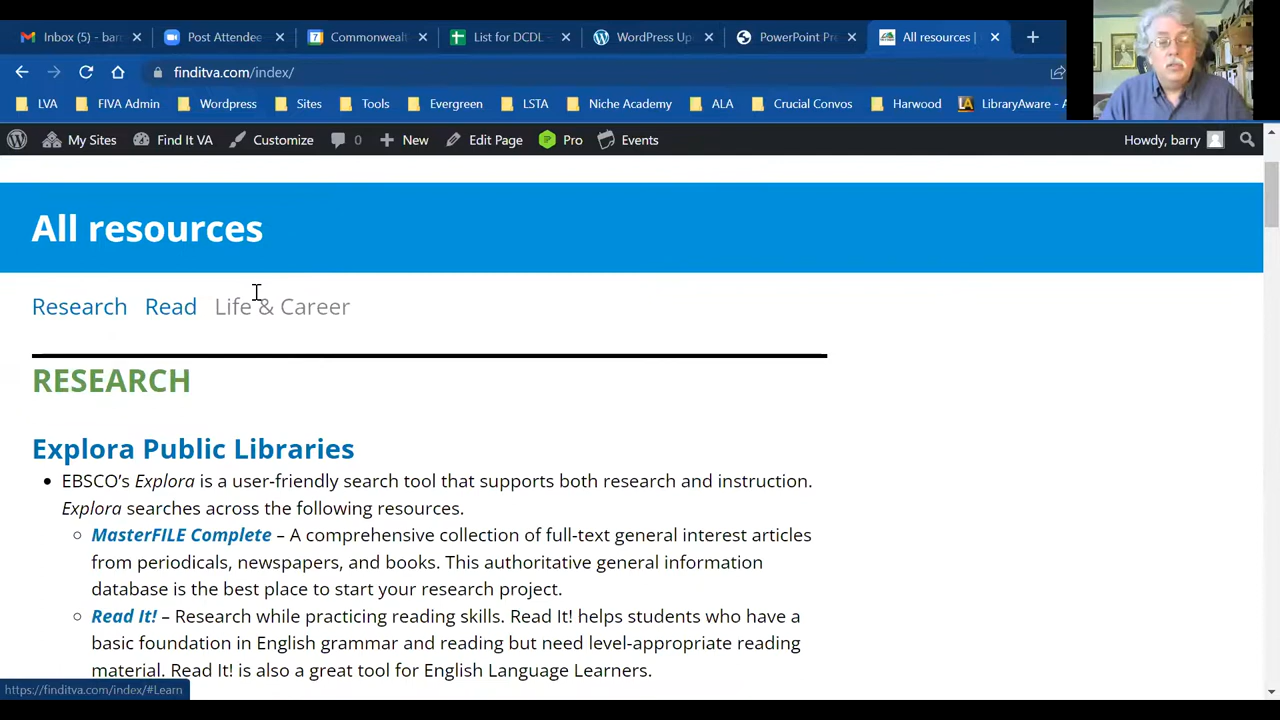 Inbox (5) - bar
Post Attendee
Commonwealt
List for DCDL -
WordPress Up
PowerPoint Pre
All resources |
finditva.com/index/
LVA
FIVA Admin
Wordpress
Sites
Tools
Evergreen
LSTA
Niche Academy
ALA
Crucial Convos
Harwood
LibraryAware - A
My Sites
Find It VA
Customize
0
New
Edit Page
Pro
Events
Howdy, barry
All resources
Research Read Life & Career
RESEARCH
Explora Public Libraries
• EBSCO's Explora is a user-friendly search tool that supports both research and instruction.
Explora searches across the following resources.
○ MasterFILE Complete – A comprehensive collection of full-text general interest articles
from periodicals, newspapers, and books. This authoritative general information
database is the best place to start your research project.
○ Read It! – Research while practicing reading skills. Read It! helps students who have a
basic foundation in English grammar and reading but need level-appropriate reading
material. Read It! is also a great tool for English Language Learners.
https://finditva.com/index/#Learn